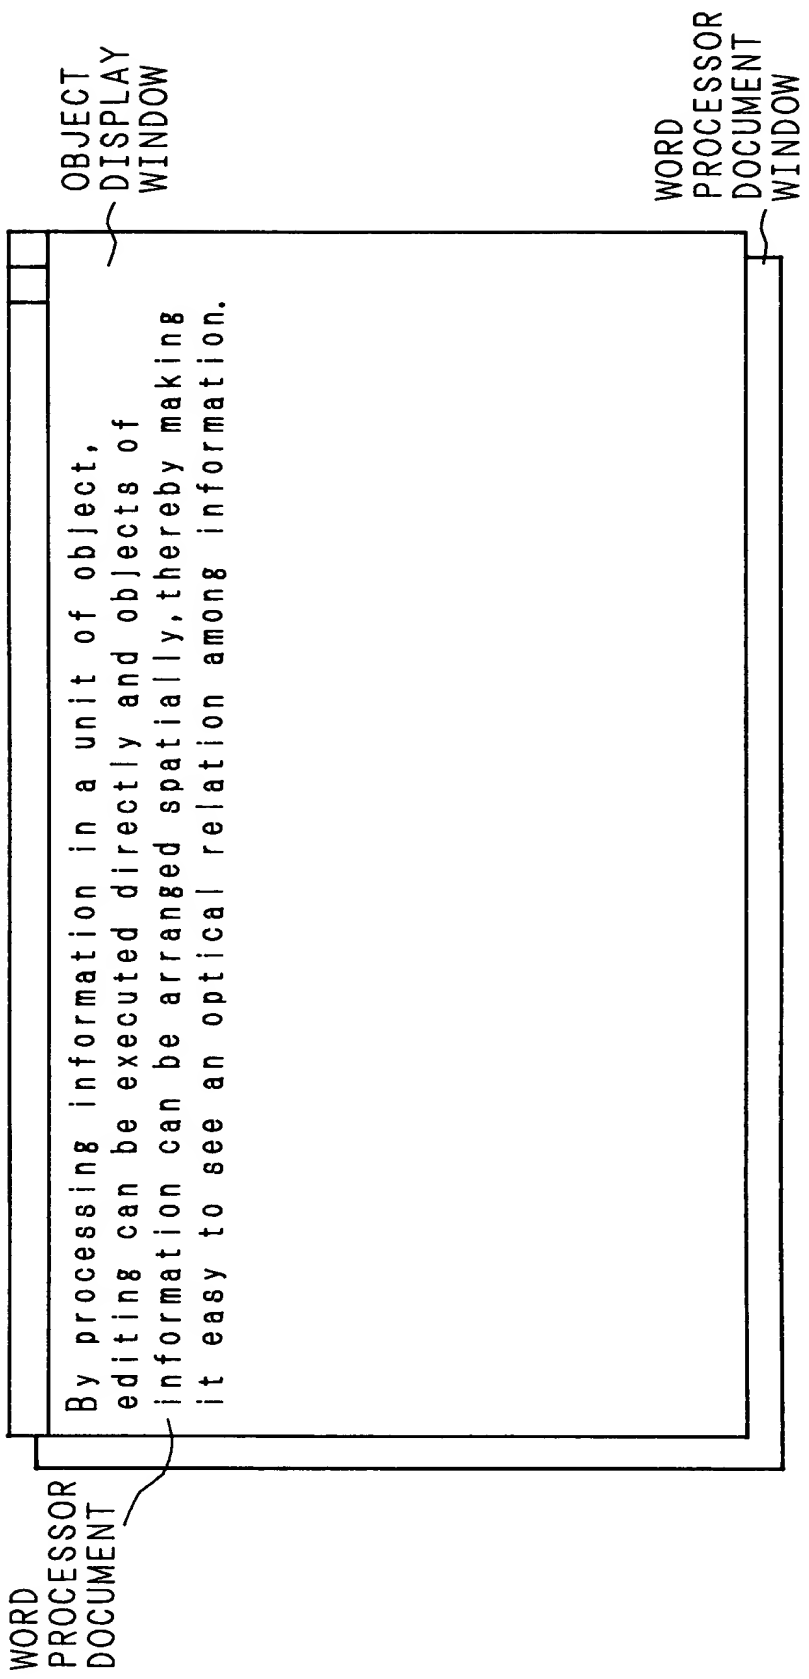 WORD
PROCESSOR
DOCUMENT
By processing information in a unit of object,
editing can be executed directly and objects of
information can be arranged spatially,thereby making
it easy to see an optical relation among information.
OBJECT
DISPLAY
WINDOW
WORD
PROCESSOR
DOCUMENT
WINDOW